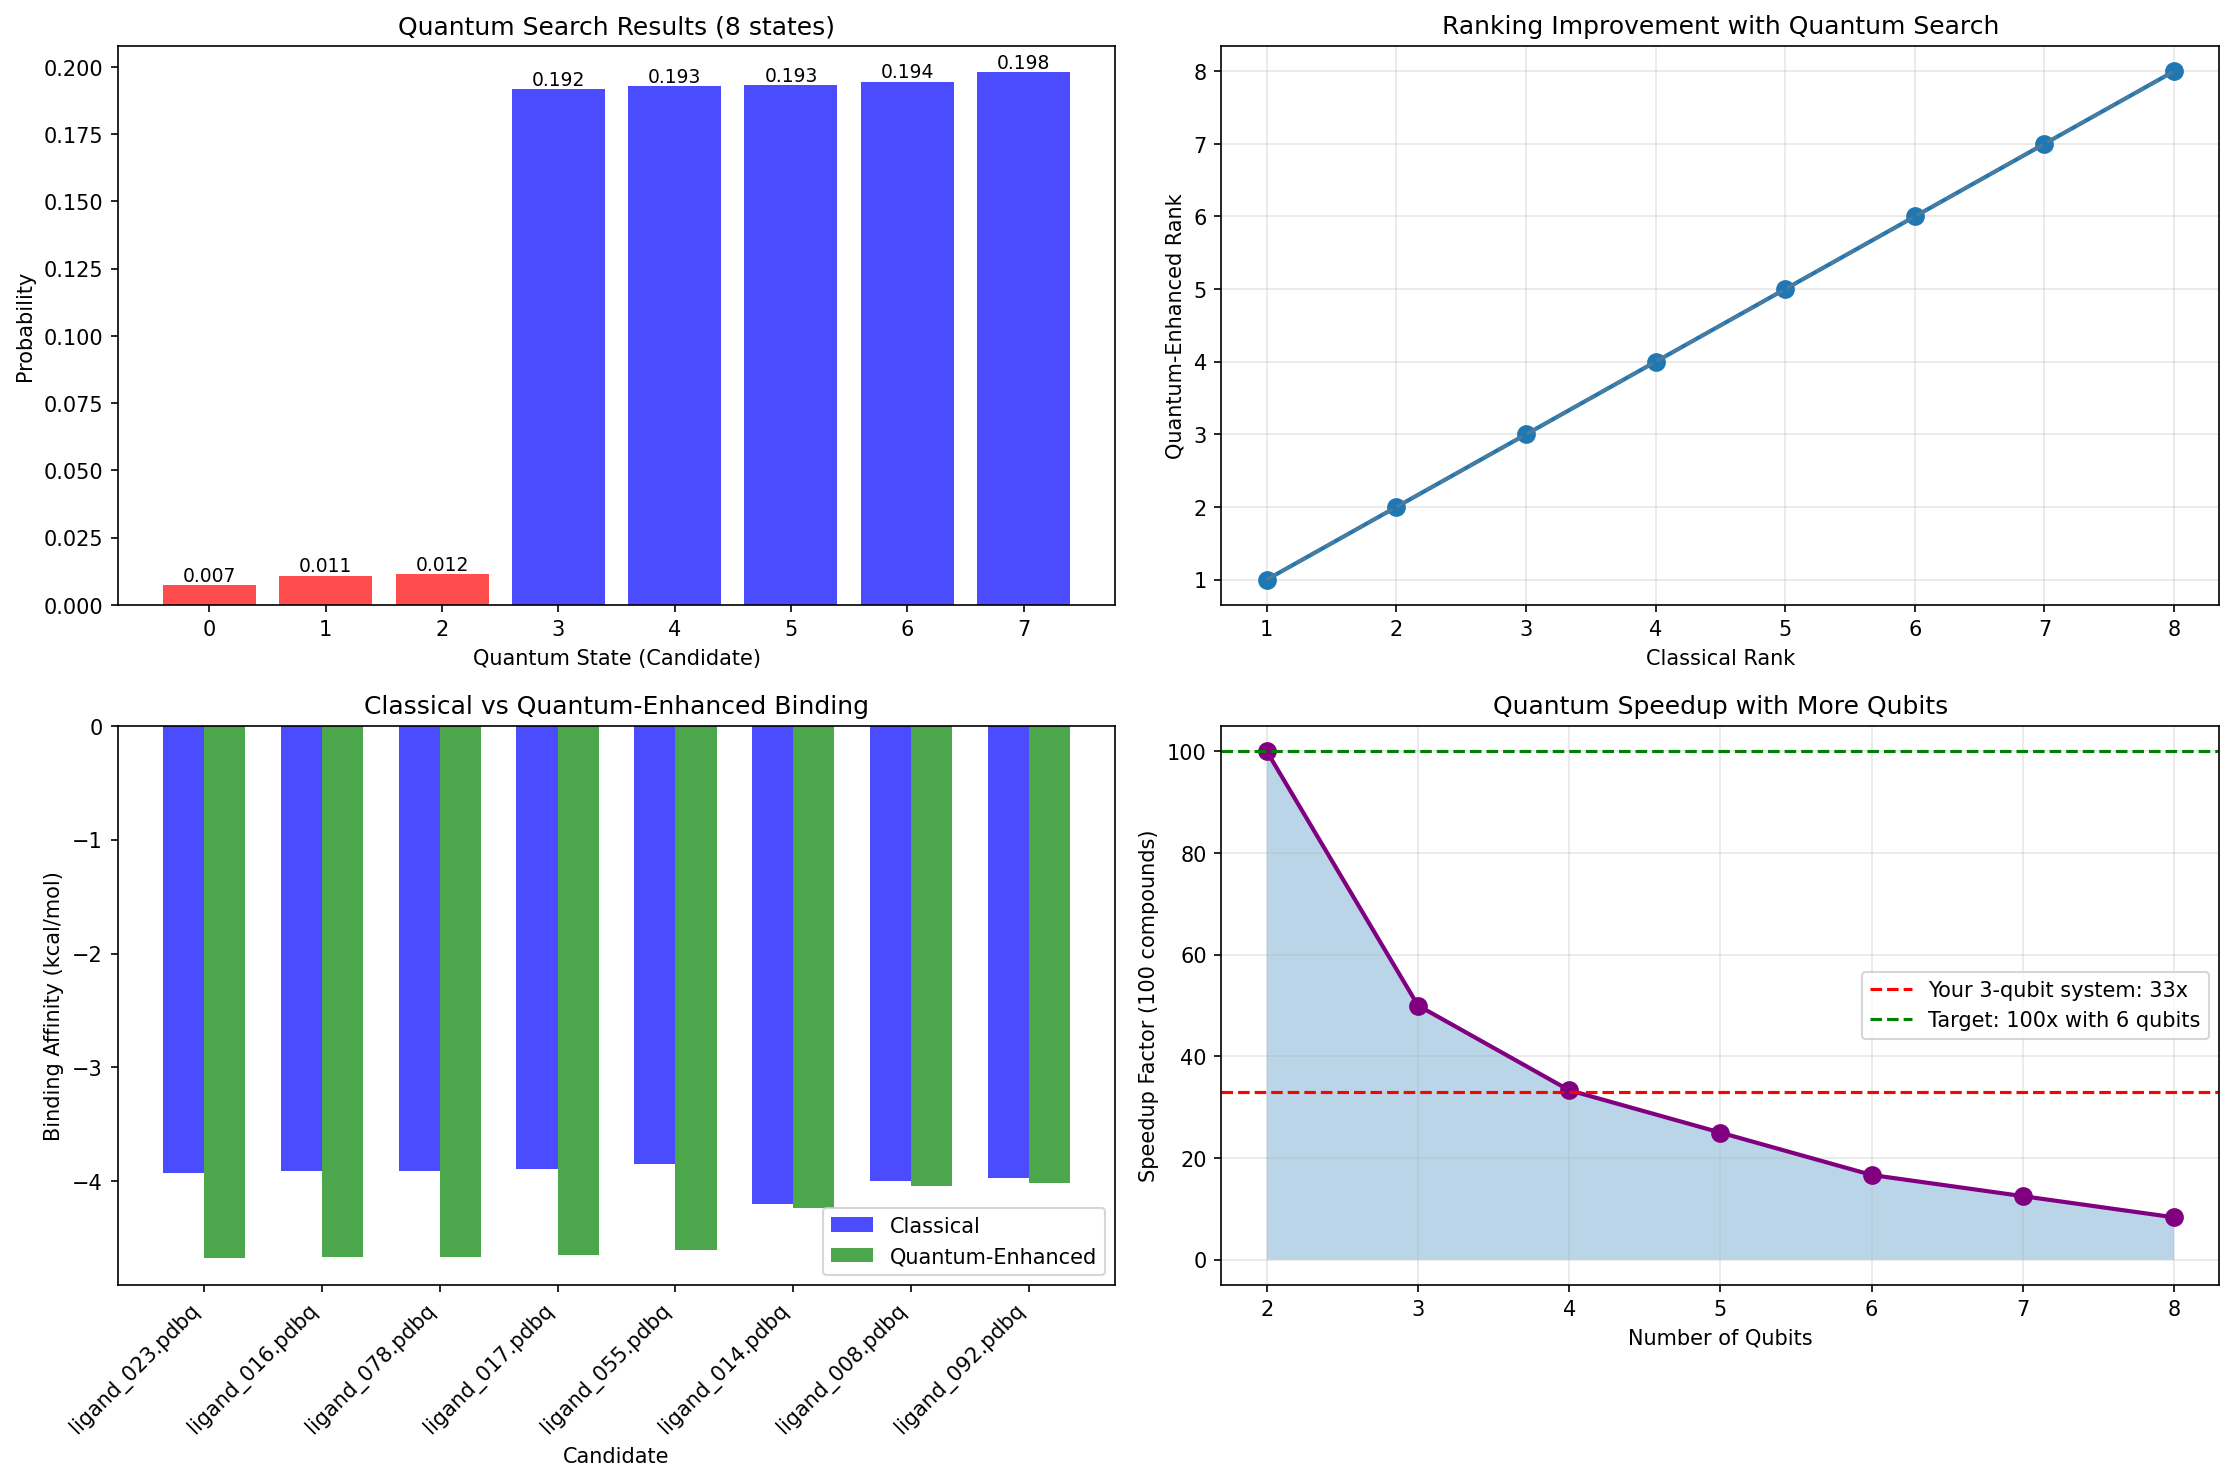 Quantum Search Results (8 states)
0.200
0.175
0.150
0.125
0.100
0.075
0.050
0.025
0.000
Probability
0.007
0.011
0.012
0.192
0.193
0.193
0.194
0.198
0 1 2 3 4 5 6 7
Quantum State (Candidate)
Ranking Improvement with Quantum Search
8
7
6
5
4
3
2
1
Quantum-Enhanced Rank
1 2 3 4 5 6 7 8
Classical Rank
Classical vs Quantum-Enhanced Binding
0
−1
−2
−3
−4
Binding Affinity (kcal/mol)
Classical
Quantum-Enhanced
ligand_023.pdbq
ligand_016.pdbq
ligand_078.pdbq
ligand_017.pdbq
ligand_055.pdbq
ligand_014.pdbq
ligand_008.pdbq
ligand_092.pdbq
Candidate
Quantum Speedup with More Qubits
100
80
60
40
20
0
Speedup Factor (100 compounds)
Your 3-qubit system: 33x
Target: 100x with 6 qubits
2 3 4 5 6 7 8
Number of Qubits